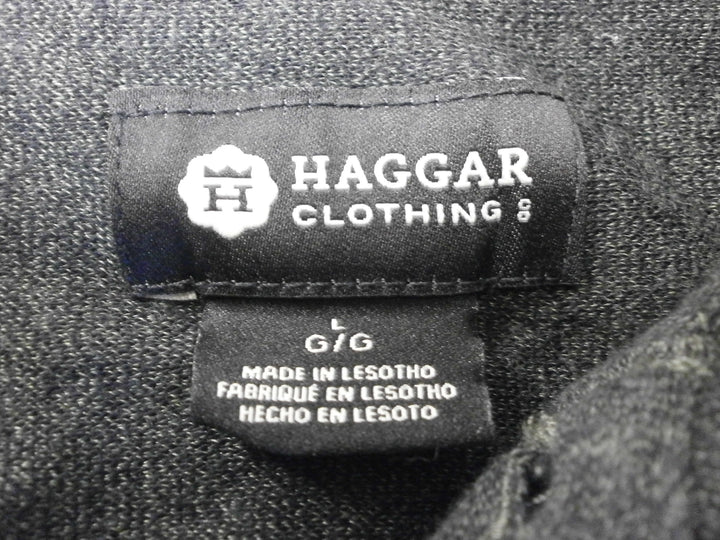 H
HAGGAR
CLOTHING CO
L
G/G
MADE IN LESOTHO
FABRIQUÉ EN LESOTHO
HECHO EN LESOTO